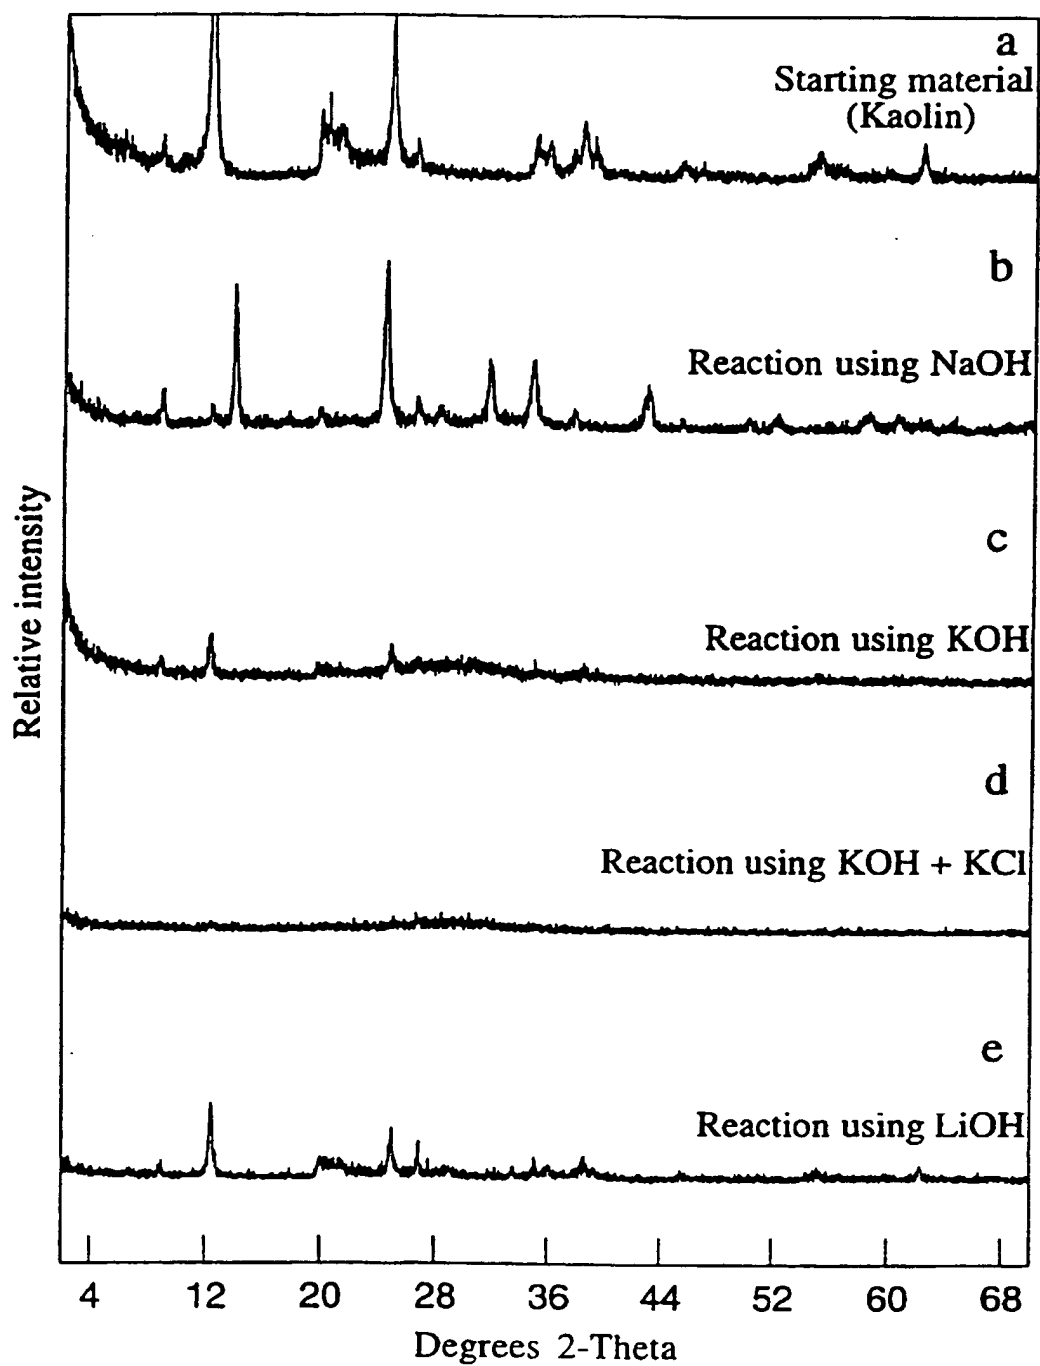 a
Starting material
(Kaolin)
b
Reaction using NaOH
c
Reaction using KOH
d
Reaction using KOH + KCl
e
Reaction using LiOH
Relative intensity
4 12 20 28 36 44 52 60 68
Degrees 2-Theta